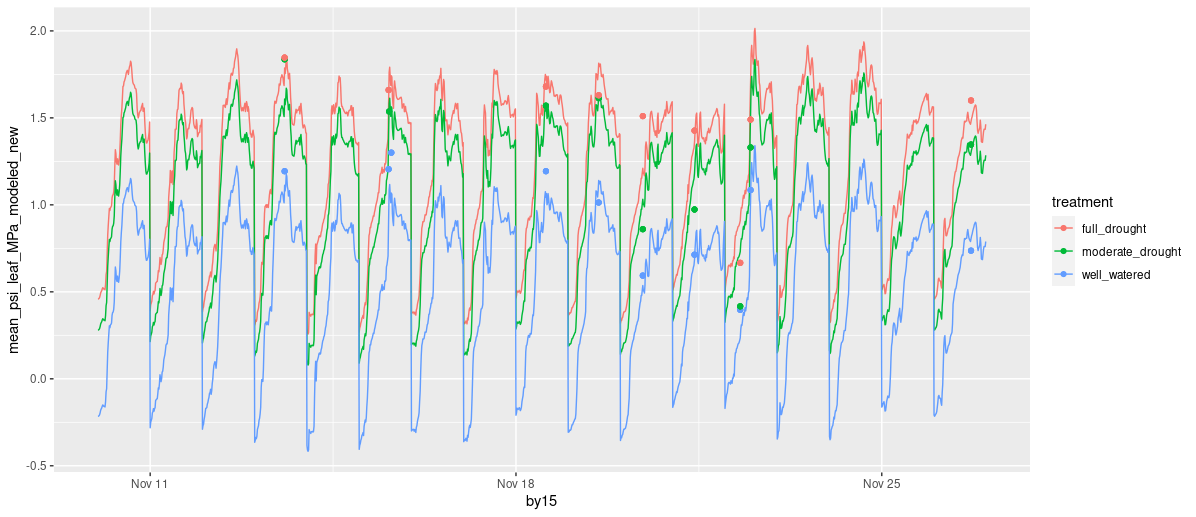 mean_psi_leaf_MPa_modeled_new
2.0
1.5
1.0
0.5
0.0
-0.5
Nov 11
Nov 18
Nov 25
by15
treatment
full_drought
moderate_drought
well_watered